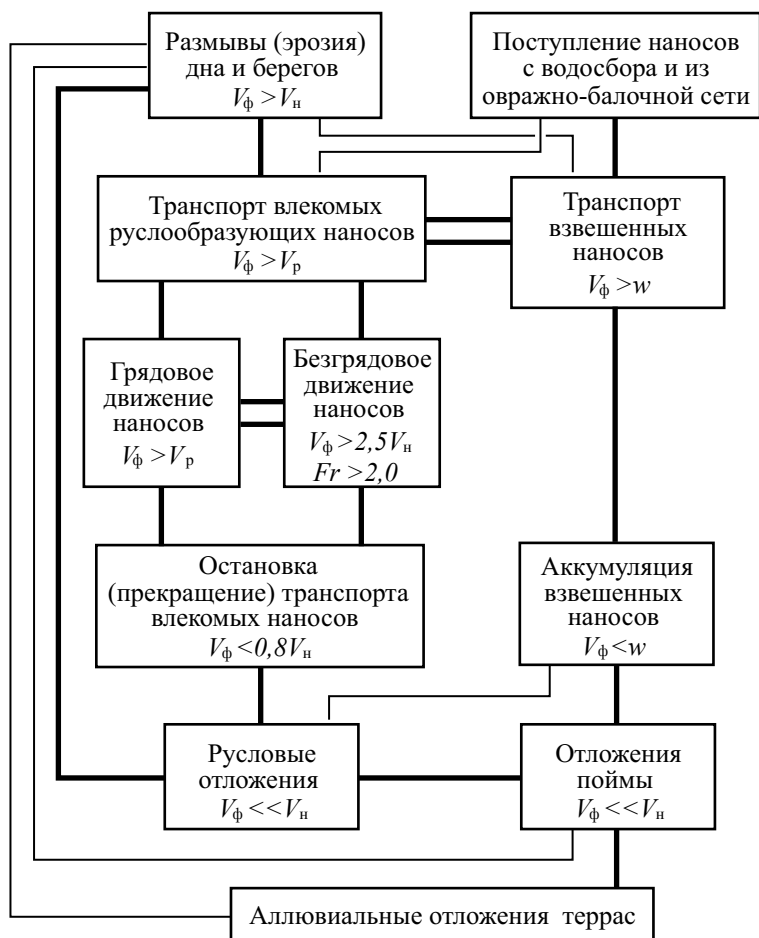 Размывы (эрозия)
дна и берегов
Vф > Vн
Поступление наносов
с водосбора и из
овражно-балочной сети
Транспорт влекомых
руслообразующих наносов
Vф > Vр
Транспорт
взвешенных
наносов
Vф > w
Грядовое
движение
наносов
Vф > Vр
Безгрядовое
движение
наносов
Vф > 2,5Vн
Fr > 2,0
Остановка
(прекращение) транспорта
влекомых наносов
Vф < 0,8Vн
Аккумуляция
взвешенных
наносов
Vф < w
Русловые
отложения
Vф << Vн
Отложения
поймы
Vф << Vн
Аллювиальные отложения террас